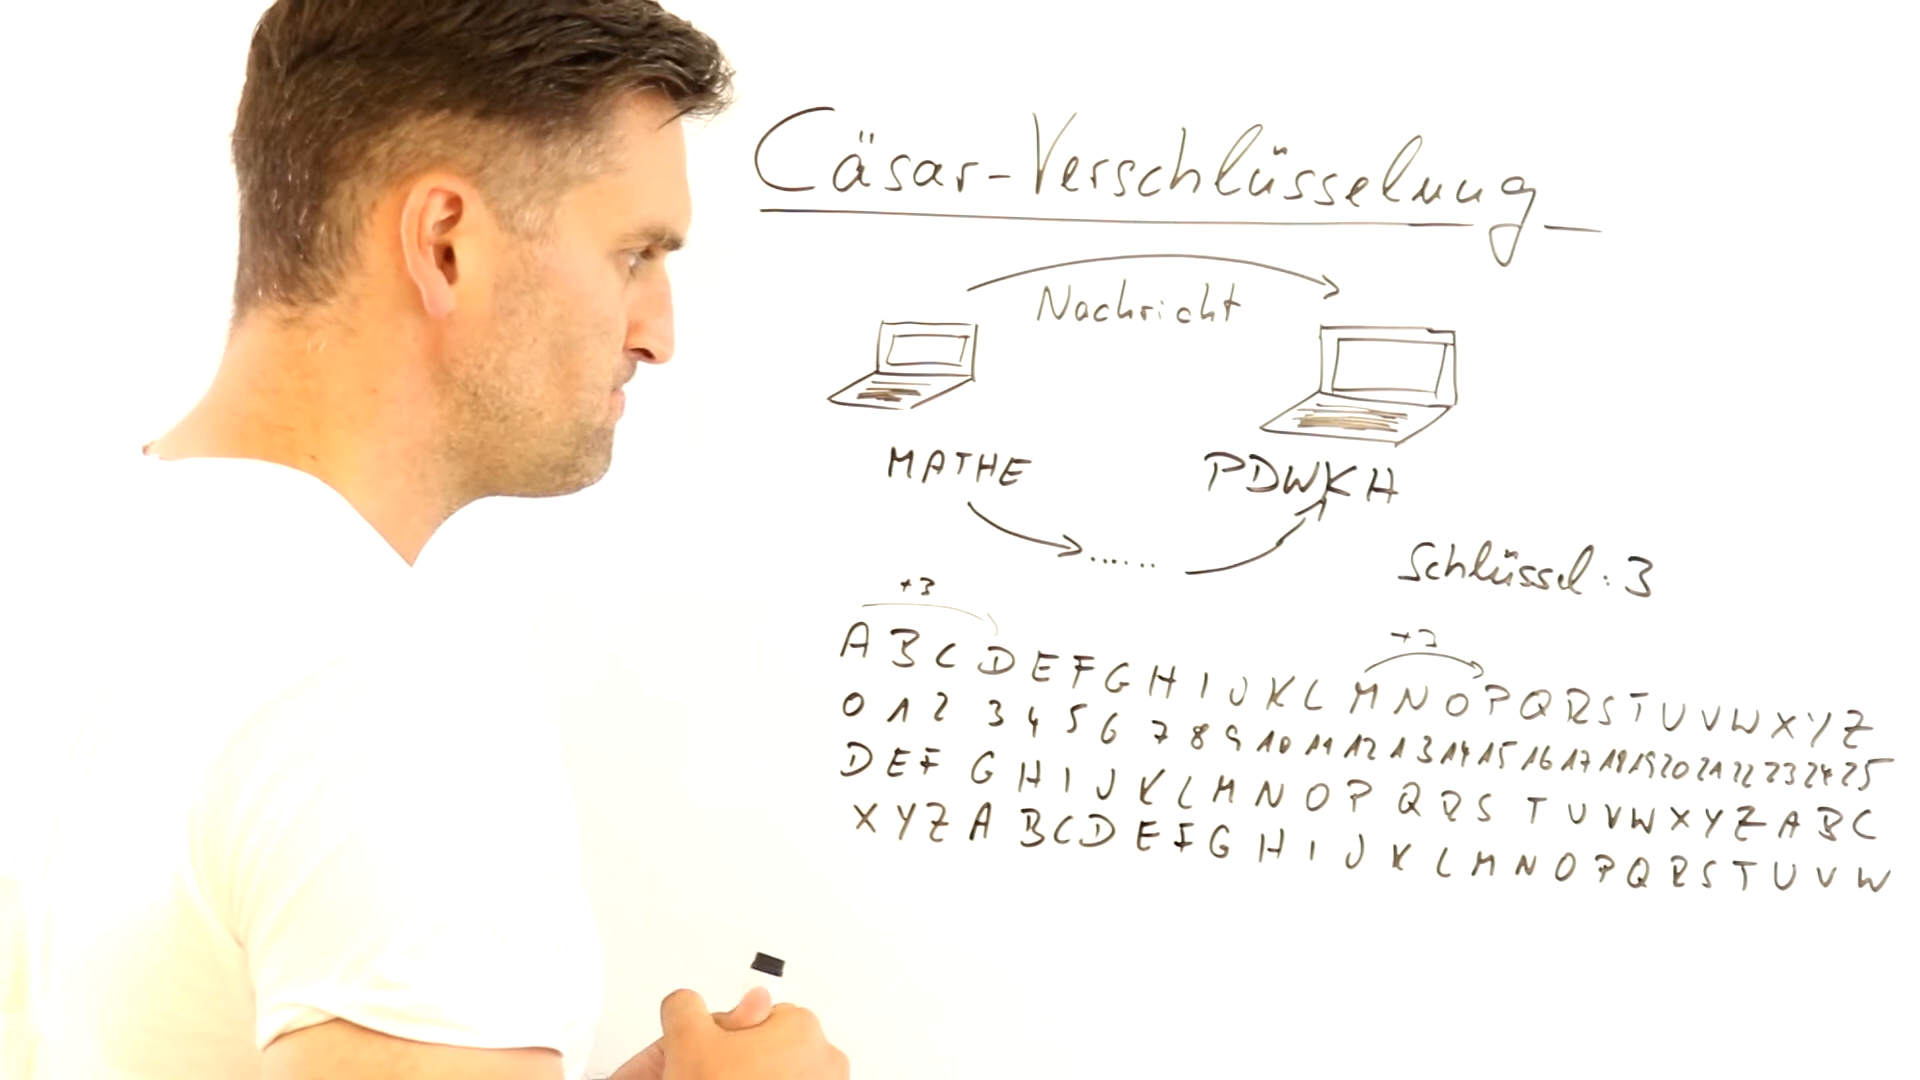 Cäsar-Verschlüsselung
Nachricht
MATHE PDWKH
......
Schlüssel: 3
+3 +3
A B C D E F G H I J K L M N O P Q R S T U V W X Y Z
0 1 2 3 4 5 6 7 8 9 10 11 12 13 14 15 16 17 18 19 20 21 22 23 24 25
D E F G H I J K L M N O P Q R S T U V W X Y Z A B C
X Y Z A B C D E F G H I J K L M N O P Q R S T U V W